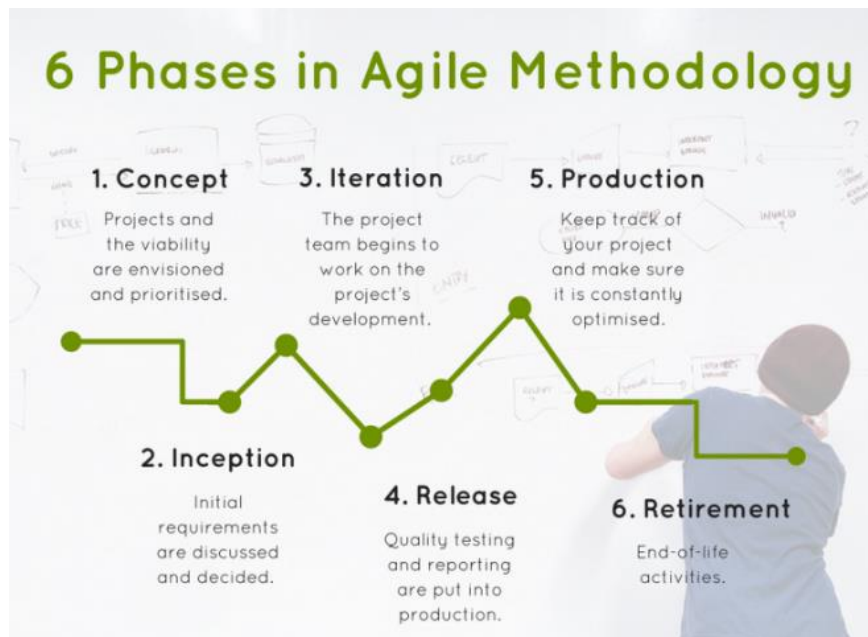 6 Phases in Agile Methodology
1. Concept
Projects and
the viability
are envisioned
and prioritised.
2. Inception
Initial
requirements
are discussed
and decided.
3. Iteration
The project
team begins to
work on the
project's
development.
4. Release
Quality testing
and reporting
are put into
production.
5. Production
Keep track of
your project
and make sure
it is constantly
optimised.
6. Retirement
End-of-life
activities.